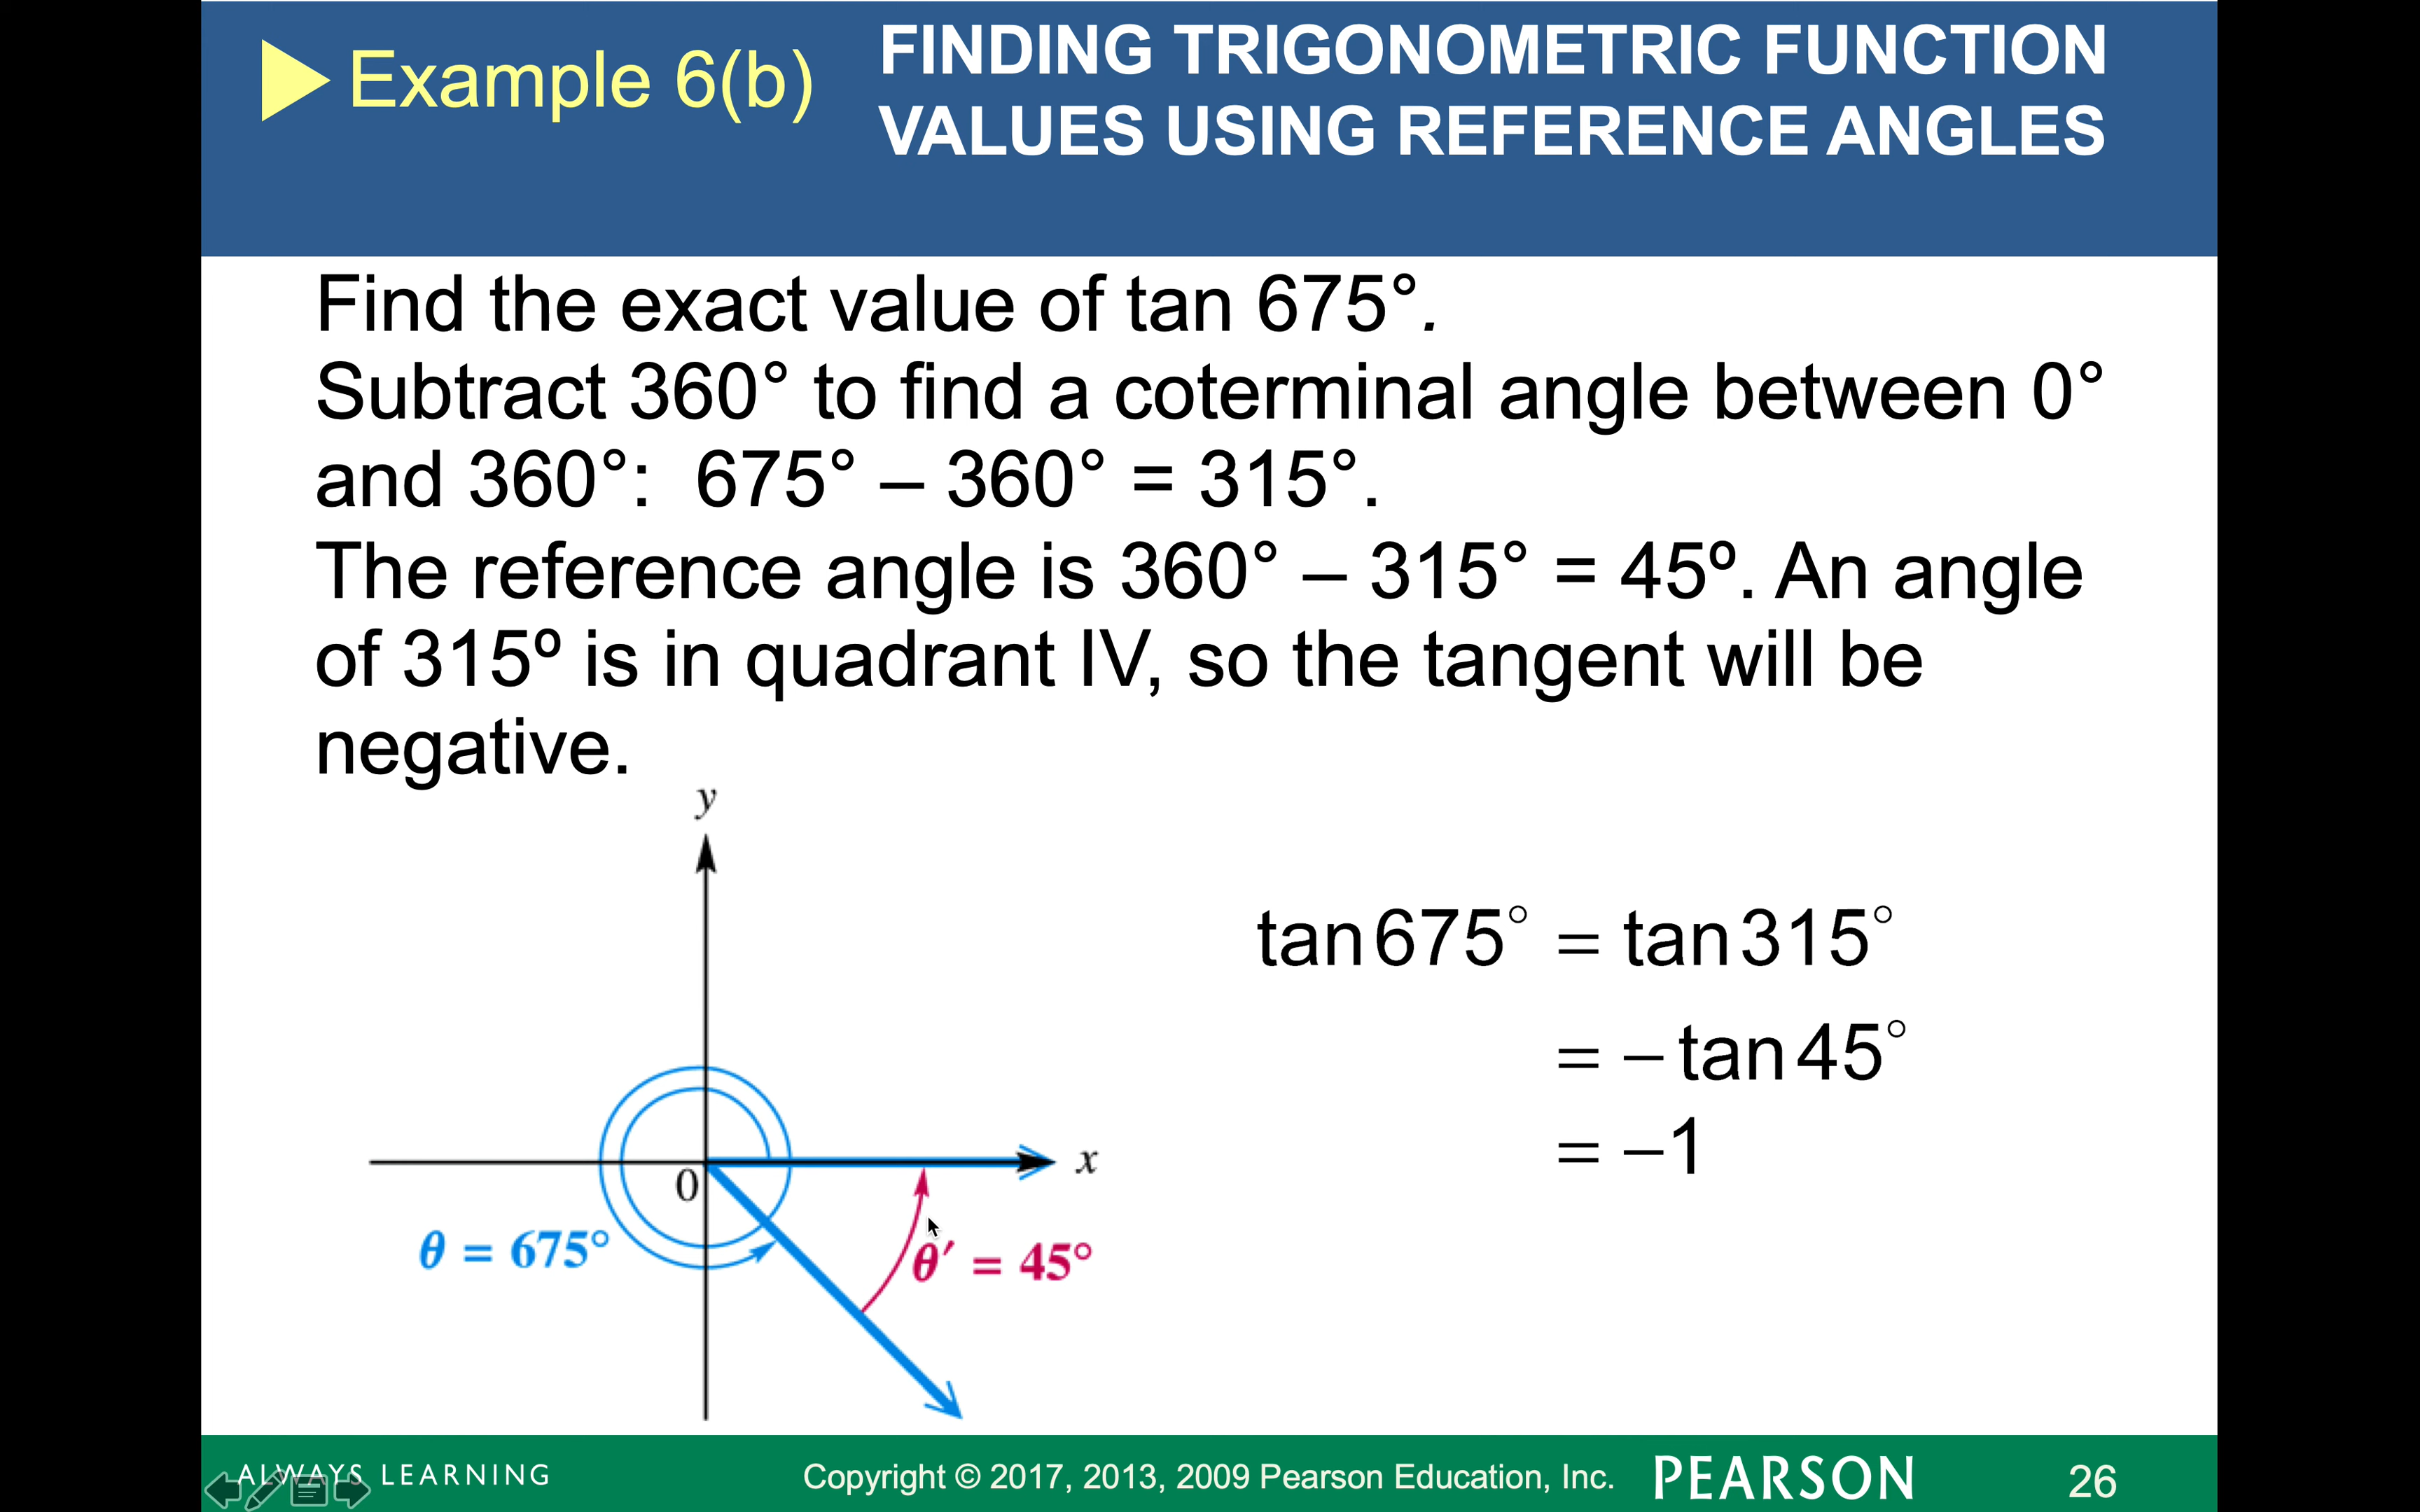 Example 6(b)
FINDING TRIGONOMETRIC FUNCTION
VALUES USING REFERENCE ANGLES
Find the exact value of tan 675°.
Subtract 360° to find a coterminal angle between 0°
and 360°:  675° – 360° = 315°.
The reference angle is 360° – 315° = 45º. An angle
of 315º is in quadrant IV, so the tangent will be
negative.
y
x
0
θ = 675°
θ′ = 45°
tan 675° = tan 315°
= – tan 45°
= –1
ALWAYS LEARNING
Copyright © 2017, 2013, 2009 Pearson Education, Inc.
PEARSON
26